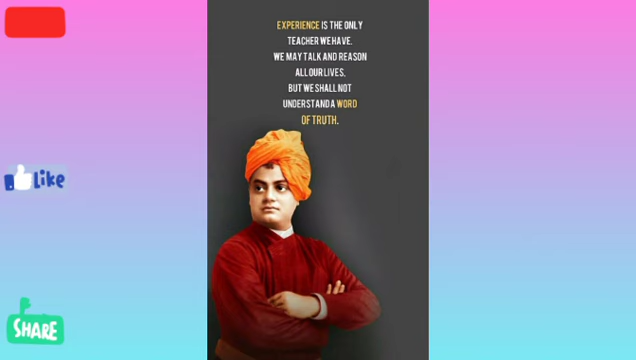 EXPERIENCE IS THE ONLY
TEACHER WE HAVE.
WE MAY TALK AND REASON
ALL OUR LIVES,
BUT WE SHALL NOT
UNDERSTAND A WORD
OF TRUTH.
Like
SHARE